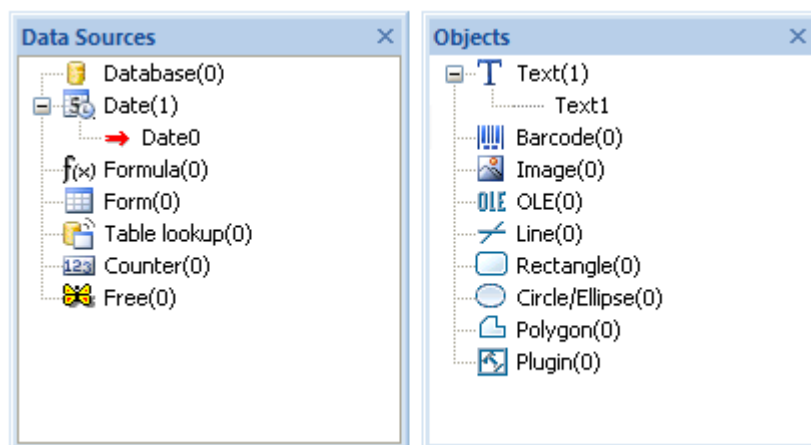 Data Sources
Database(0)
Date(1)
Date0
f(x) Formula(0)
Form(0)
Table lookup(0)
123 Counter(0)
Free(0)
Objects
T Text(1)
Text1
Barcode(0)
Image(0)
OLE OLE(0)
Line(0)
Rectangle(0)
Circle/Ellipse(0)
Polygon(0)
Plugin(0)